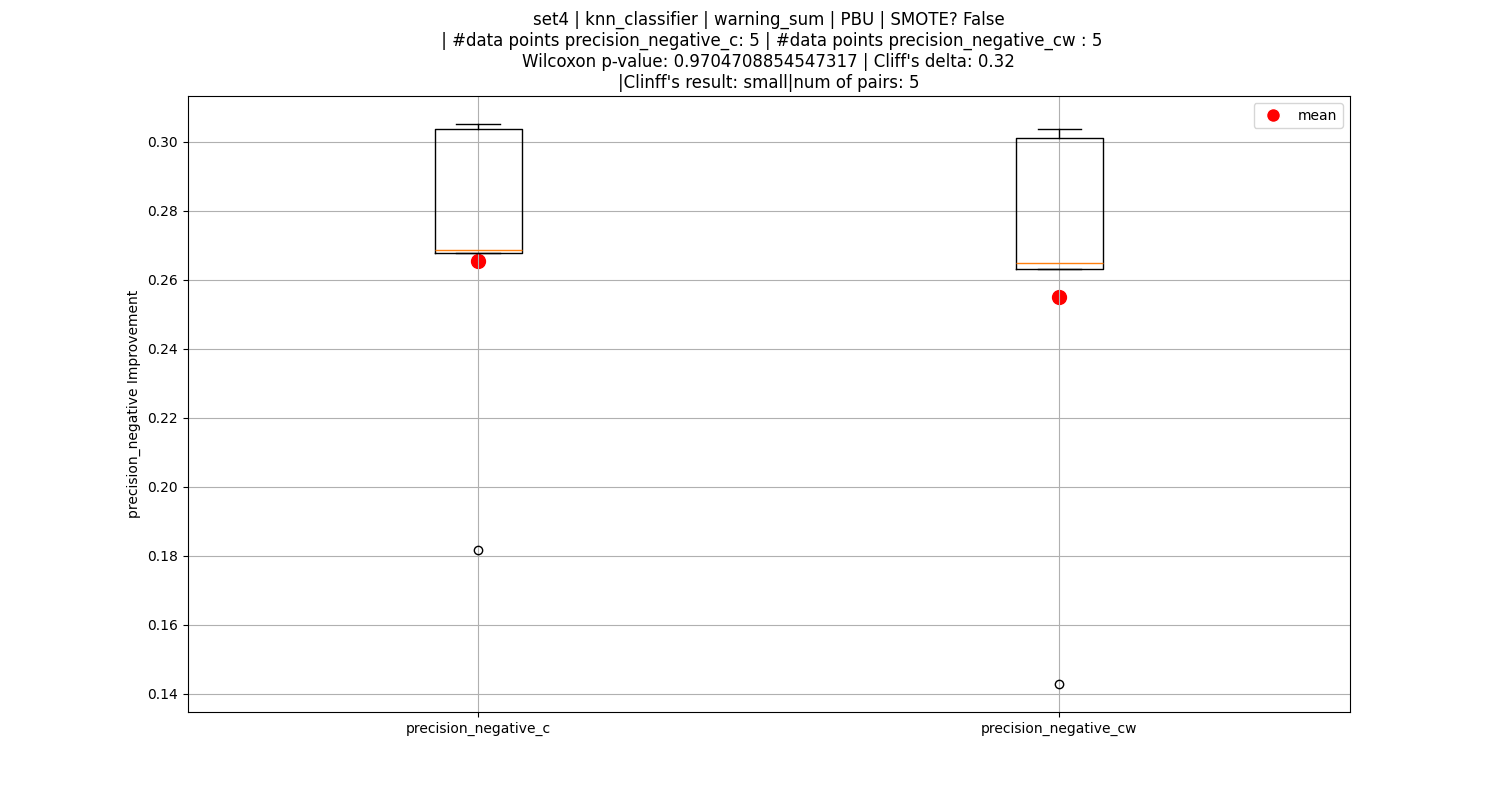 set4 | knn_classifier | warning_sum | PBU | SMOTE? False
| #data points precision_negative_c: 5 | #data points precision_negative_cw : 5
Wilcoxon p-value: 0.9704708854547317 | Cliff's delta: 0.32
|Clinff's result: small|num of pairs: 5
mean
0.30
0.28
0.26
0.24
0.22
0.20
0.18
0.16
0.14
precision_negative Improvement
precision_negative_c
precision_negative_cw